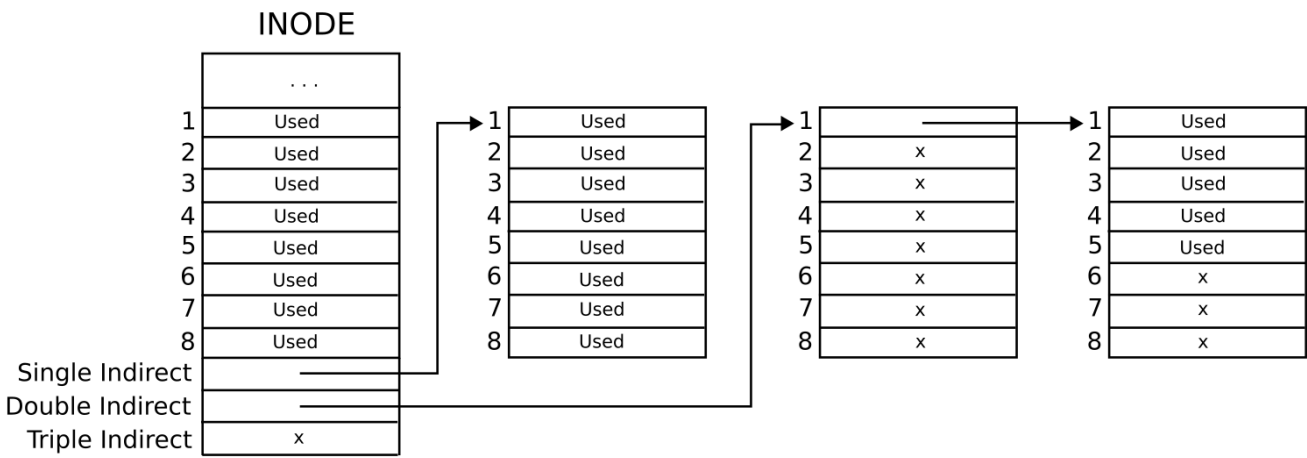 INODE
. . .
1 Used 1 Used 1 1 Used
2 Used 2 Used 2 x 2 Used
3 Used 3 Used 3 x 3 Used
4 Used 4 Used 4 x 4 Used
5 Used 5 Used 5 x 5 Used
6 Used 6 Used 6 x 6 x
7 Used 7 Used 7 x 7 x
8 Used 8 Used 8 x 8 x
Single Indirect
Double Indirect
Triple Indirect x